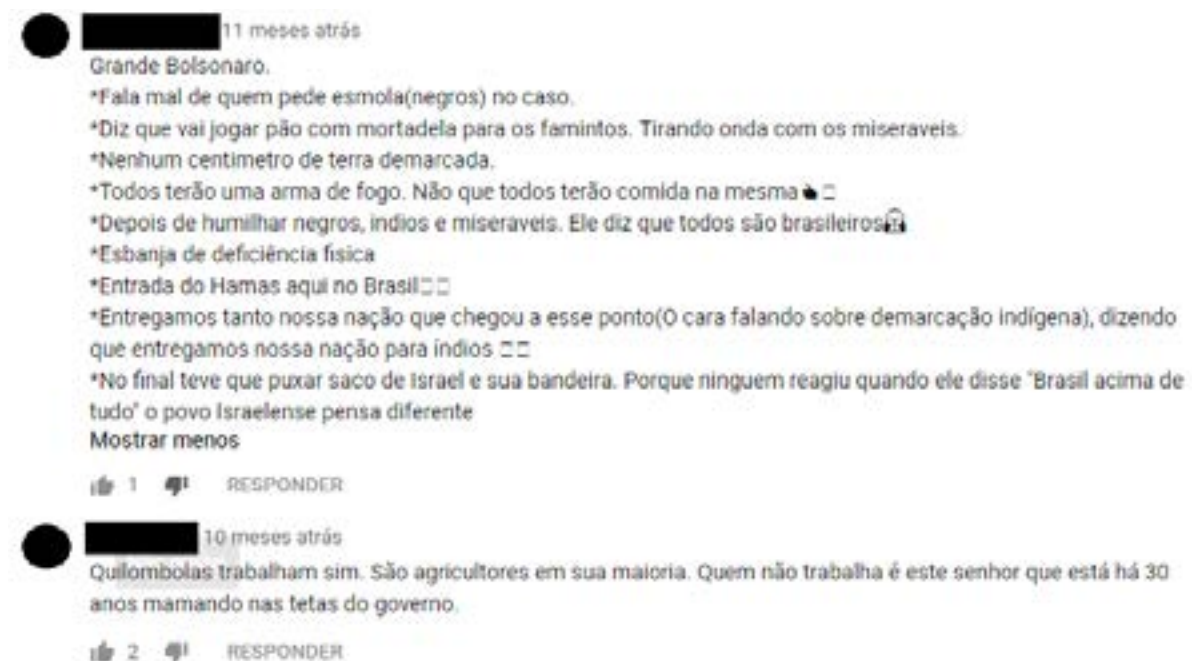 11 meses atrás
Grande Bolsonaro.
*Fala mal de quem pede esmola(negros) no caso.
*Diz que vai jogar pão com mortadela para os famintos. Tirando onda com os miseraveis.
*Nenhum centimetro de terra demarcada.
*Todos terão uma arma de fogo. Não que todos terão comida na mesma
*Depois de humilhar negros, indios e miseraveis. Ele diz que todos são brasileiros
*Esbanja de deficiência fisica
*Entrada do Hamas aqui no Brasil
*Entregamos tanto nossa nação que chegou a esse ponto(O cara falando sobre demarcação indígena), dizendo
que entregamos nossa nação para índios
*No final teve que puxar saco de Israel e sua bandeira. Porque ninguem reagiu quando ele disse "Brasil acima de
tudo" o povo Israelense pensa diferente
Mostrar menos
1 RESPONDER
10 meses atrás
Quilombolas trabalham sim. São agricultores em sua maioria. Quem não trabalha é este senhor que está há 30
anos mamando nas tetas do governo.
2 RESPONDER